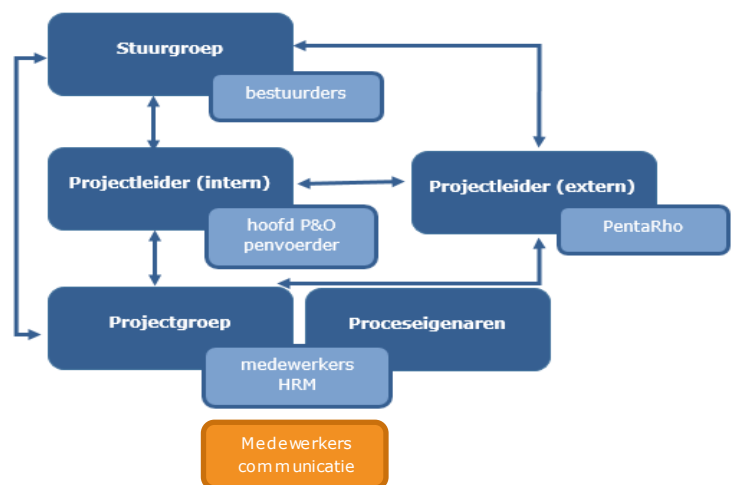 Stuurgroep
bestuurders
Projectleider (intern)
hoofd P&O
penvoerder
Projectleider (extern)
PentaRho
Projectgroep
Proceseigenaren
medewerkers
HRM
Medewerkers
communicatie